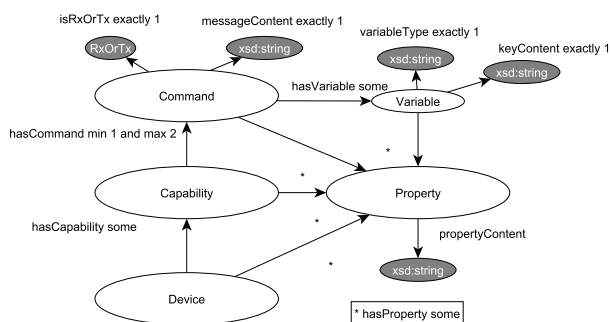 isRxOrTx exactly 1
messageContent exactly 1
variableType exactly 1
keyContent exactly 1
RxOrTx
xsd:string
xsd:string
xsd:string
Command
hasVariable some
Variable
hasCommand min 1 and max 2
*
*
Capability
Property
*
hasCapability some
propertyContent
*
xsd:string
Device
* hasProperty some